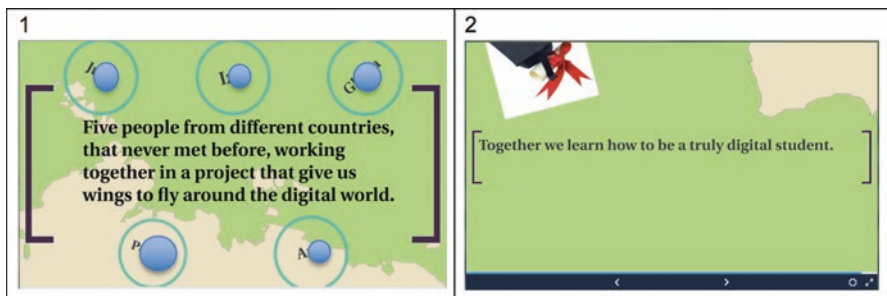 1
Five people from different countries,
that never met before, working
together in a project that give us
wings to fly around the digital world.
2
Together we learn how to be a truly digital student.